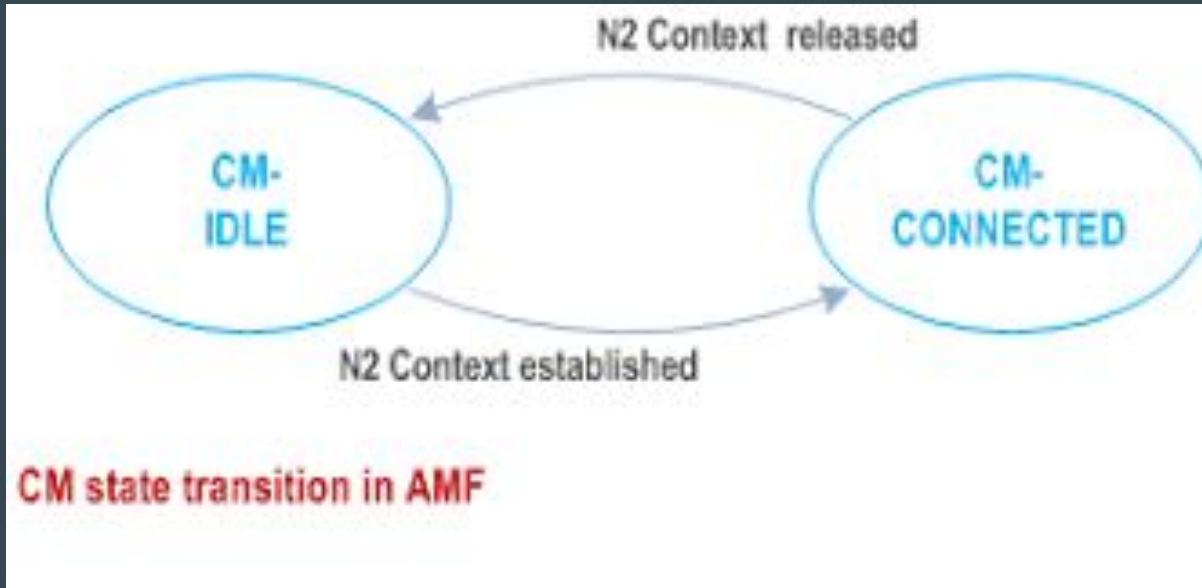 N2 Context released
CM-
IDLE
CM-
CONNECTED
N2 Context established
CM state transition in AMF